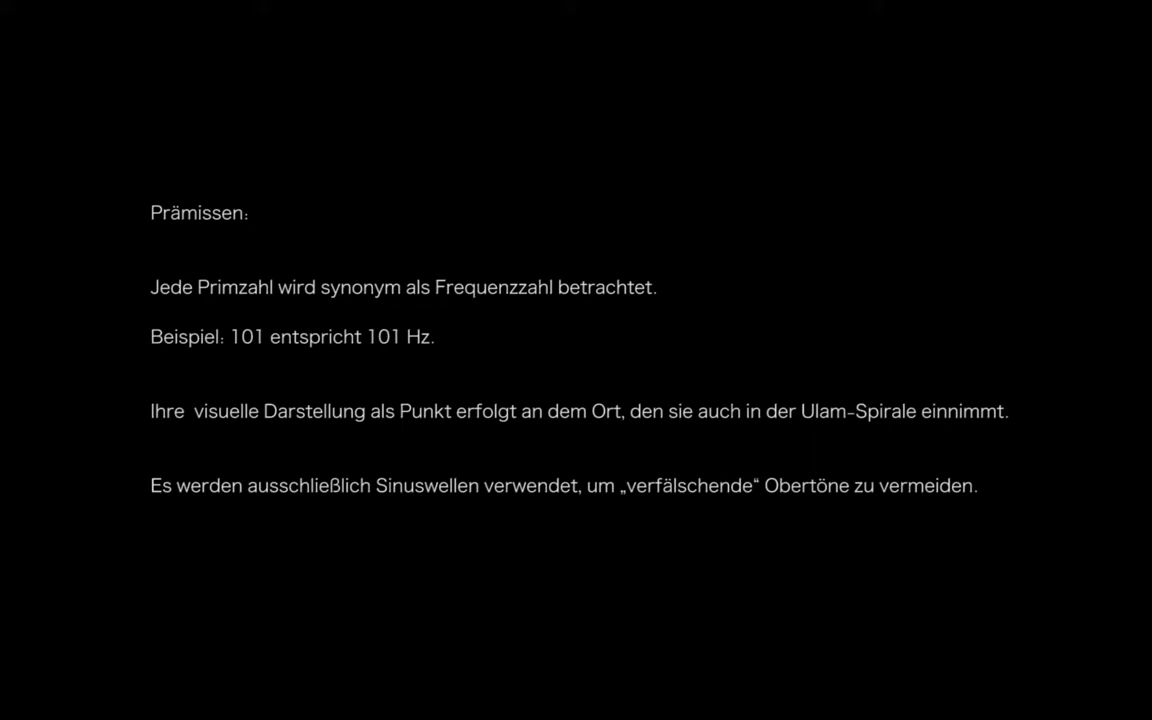 Prämissen:
Jede Primzahl wird synonym als Frequenzzahl betrachtet.
Beispiel: 101 entspricht 101 Hz.
Ihre  visuelle Darstellung als Punkt erfolgt an dem Ort, den sie auch in der Ulam-Spirale einnimmt.
Es werden ausschließlich Sinuswellen verwendet, um „verfälschende“ Obertöne zu vermeiden.